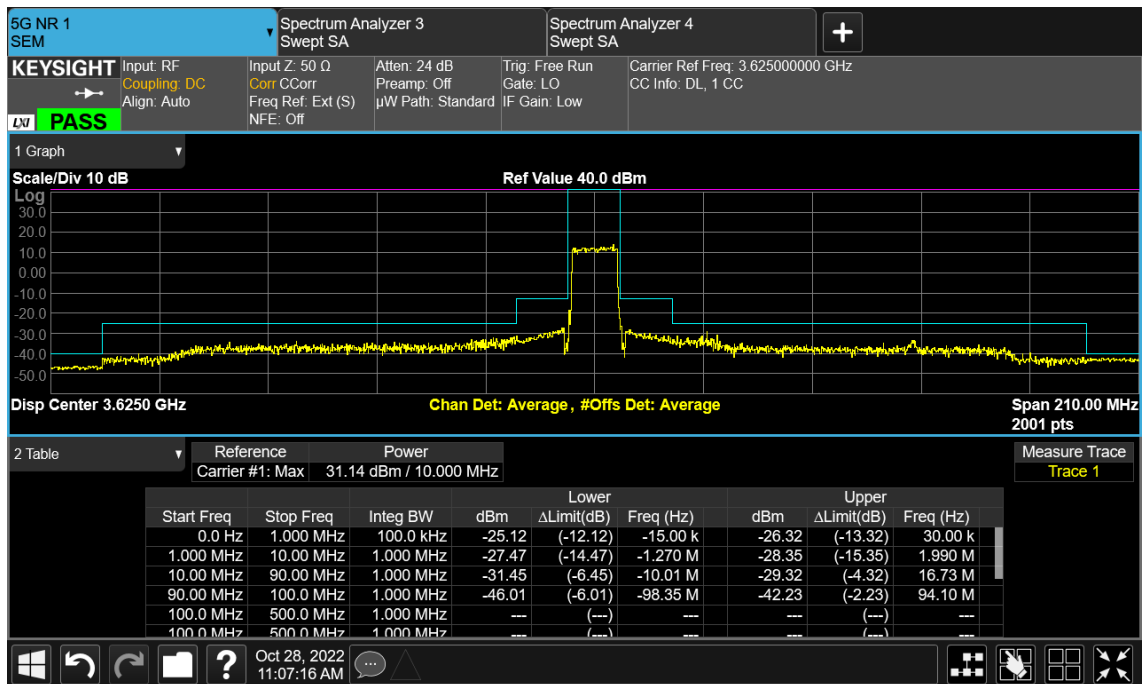 5G NR 1
SEM
Spectrum Analyzer 3
Swept SA
Spectrum Analyzer 4
Swept SA
KEYSIGHT
LXI PASS
Input: RF
Coupling: DC
Align: Auto
Input Z: 50 Ω
Corr CCorr
Freq Ref: Ext (S)
NFE: Off
Atten: 24 dB
Preamp: Off
µW Path: Standard
Trig: Free Run
Gate: LO
IF Gain: Low
Carrier Ref Freq: 3.625000000 GHz
CC Info: DL, 1 CC
1 Graph
Scale/Div 10 dB Ref Value 40.0 dBm
Log
30.0
20.0
10.0
0.00
-10.0
-20.0
-30.0
-40.0
-50.0
Disp Center 3.6250 GHz Chan Det: Average, #Offs Det: Average Span 210.00 MHz
2001 pts
2 Table
Reference Power
Carrier #1: Max 31.14 dBm / 10.000 MHz
Measure Trace
Trace 1
Lower Upper
Start Freq Stop Freq Integ BW dBm ΔLimit(dB) Freq (Hz) dBm ΔLimit(dB) Freq (Hz)
0.0 Hz 1.000 MHz 100.0 kHz -25.12 (-12.12) -15.00 k -26.32 (-13.32) 30.00 k
1.000 MHz 10.00 MHz 1.000 MHz -27.47 (-14.47) -1.270 M -28.35 (-15.35) 1.990 M
10.00 MHz 90.00 MHz 1.000 MHz -31.45 (-6.45) -10.01 M -29.32 (-4.32) 16.73 M
90.00 MHz 100.0 MHz 1.000 MHz -46.01 (-6.01) -98.35 M -42.23 (-2.23) 94.10 M
100.0 MHz 500.0 MHz 1.000 MHz --- (---) --- --- (---) ---
100.0 MHz 500.0 MHz 1.000 MHz --- (---) --- --- (---) ---
Oct 28, 2022
11:07:16 AM